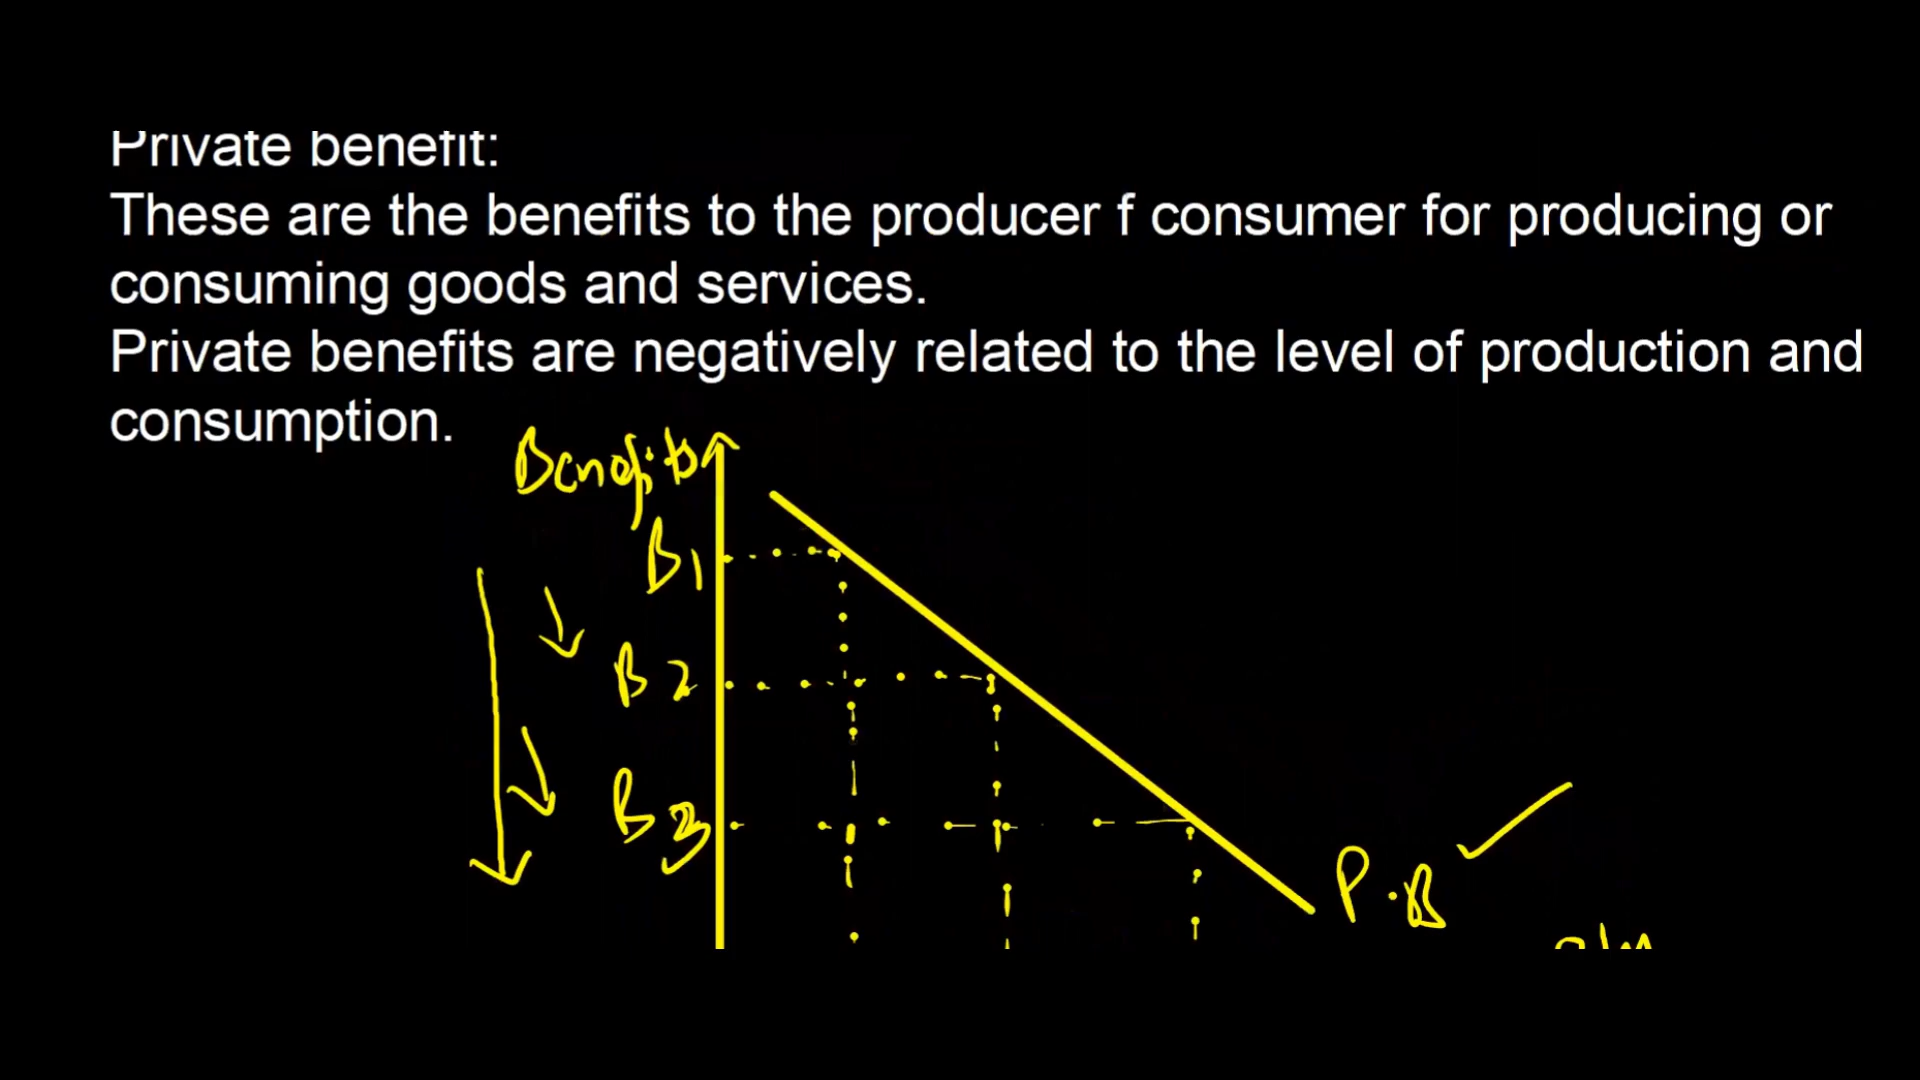 Private benefit:
These are the benefits to the producer f consumer for producing or
consuming goods and services.
Private benefits are negatively related to the level of production and
consumption.
Benefits
B1
B2
B3
P.B